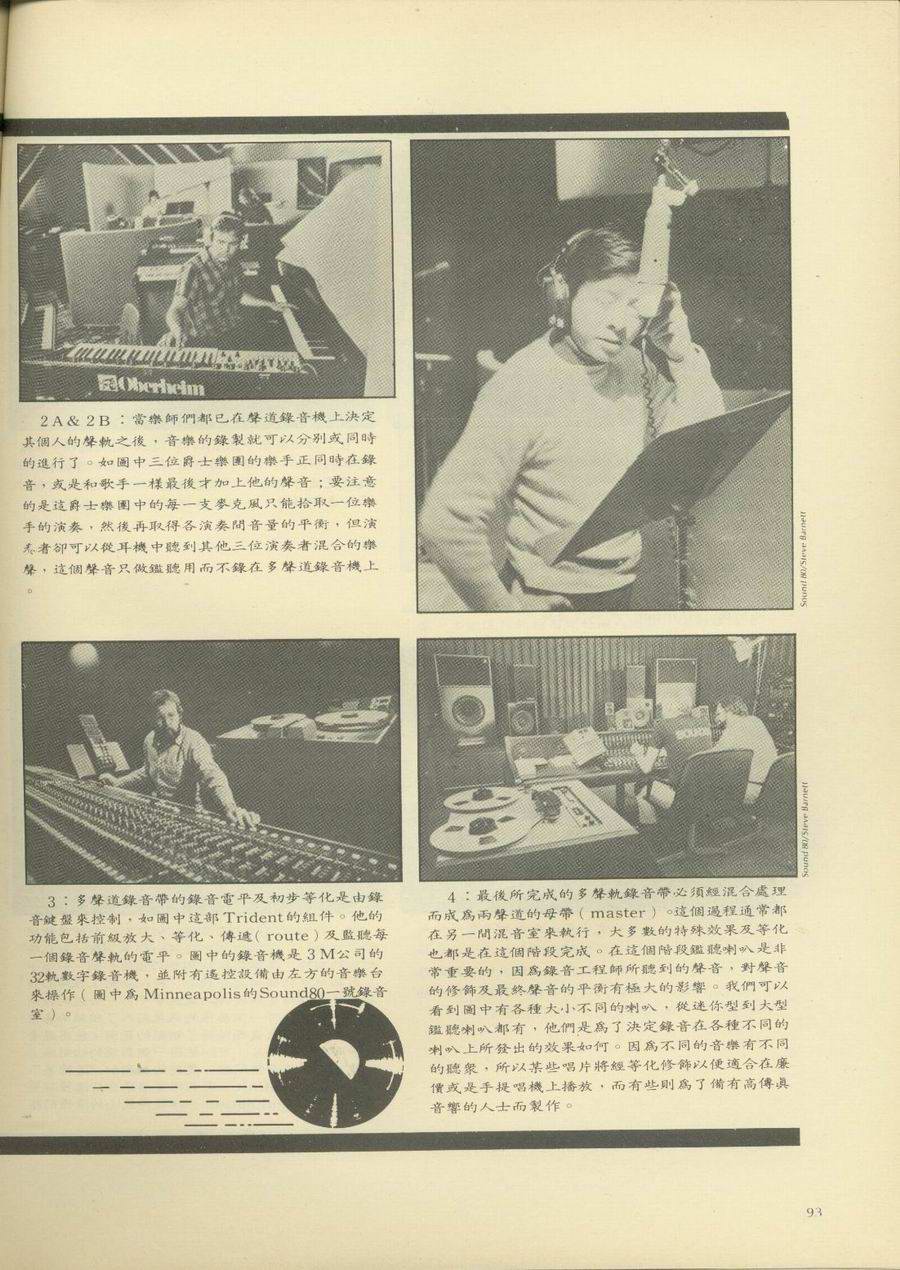 Oberheim
2A & 2B：當樂師們都已在聲道錄音機上決定
其個人的聲軌之後，音樂的錄製就可以分別或同時
的進行了。如圖中三位爵士樂團的樂手正同時在錄
音，或是和歌手一樣最後才加上他的聲音；要注意
的是這爵士樂團中的每一支麥克風只能拾取一位樂
手的演奏，然後再取得各演奏間音量的平衡，但演
奏者卻可以從耳機中聽到其他三位演奏者混合的樂
聲，這個聲音只做鑑聽用而不錄在多聲道錄音機上
。
Sound 80/Steve Barnett
3：多聲道錄音帶的錄音電平及初步等化是由錄
音鍵盤來控制，如圖中這部Trident的組件。他的
功能包括前級放大、等化、傳遞（route）及監聽每
一個錄音聲軌的電平。圖中的錄音機是3M公司的
32軌數字錄音機，並附有遙控設備由左方的音樂台
來操作（圖中為Minneapolis的Sound80一號錄音
室）。
Sound 80/Steve Barnett
4：最後所完成的多聲軌錄音帶必須經混合處理
而成為兩聲道的母帶（master）。這個過程通常都
在另一間混音室來執行，大多數的特殊效果及等化
也都是在這個階段完成。在這個階段鑑聽喇叭是非
常重要的，因為錄音工程師所聽到的聲音，對聲音
的修飾及最終聲音的平衡有極大的影響。我們可以
看到圖中有各種大小不同的喇叭，從迷你型到大型
鑑聽喇叭都有，他們是為了決定錄音在各種不同的
喇叭上所發出的效果如何。因為不同的音樂有不同
的聽眾，所以某些唱片將經等化修飾以便適合在廉
價或是手提唱機上播放，而有些則為了備有高傳真
音響的人士而製作。
93